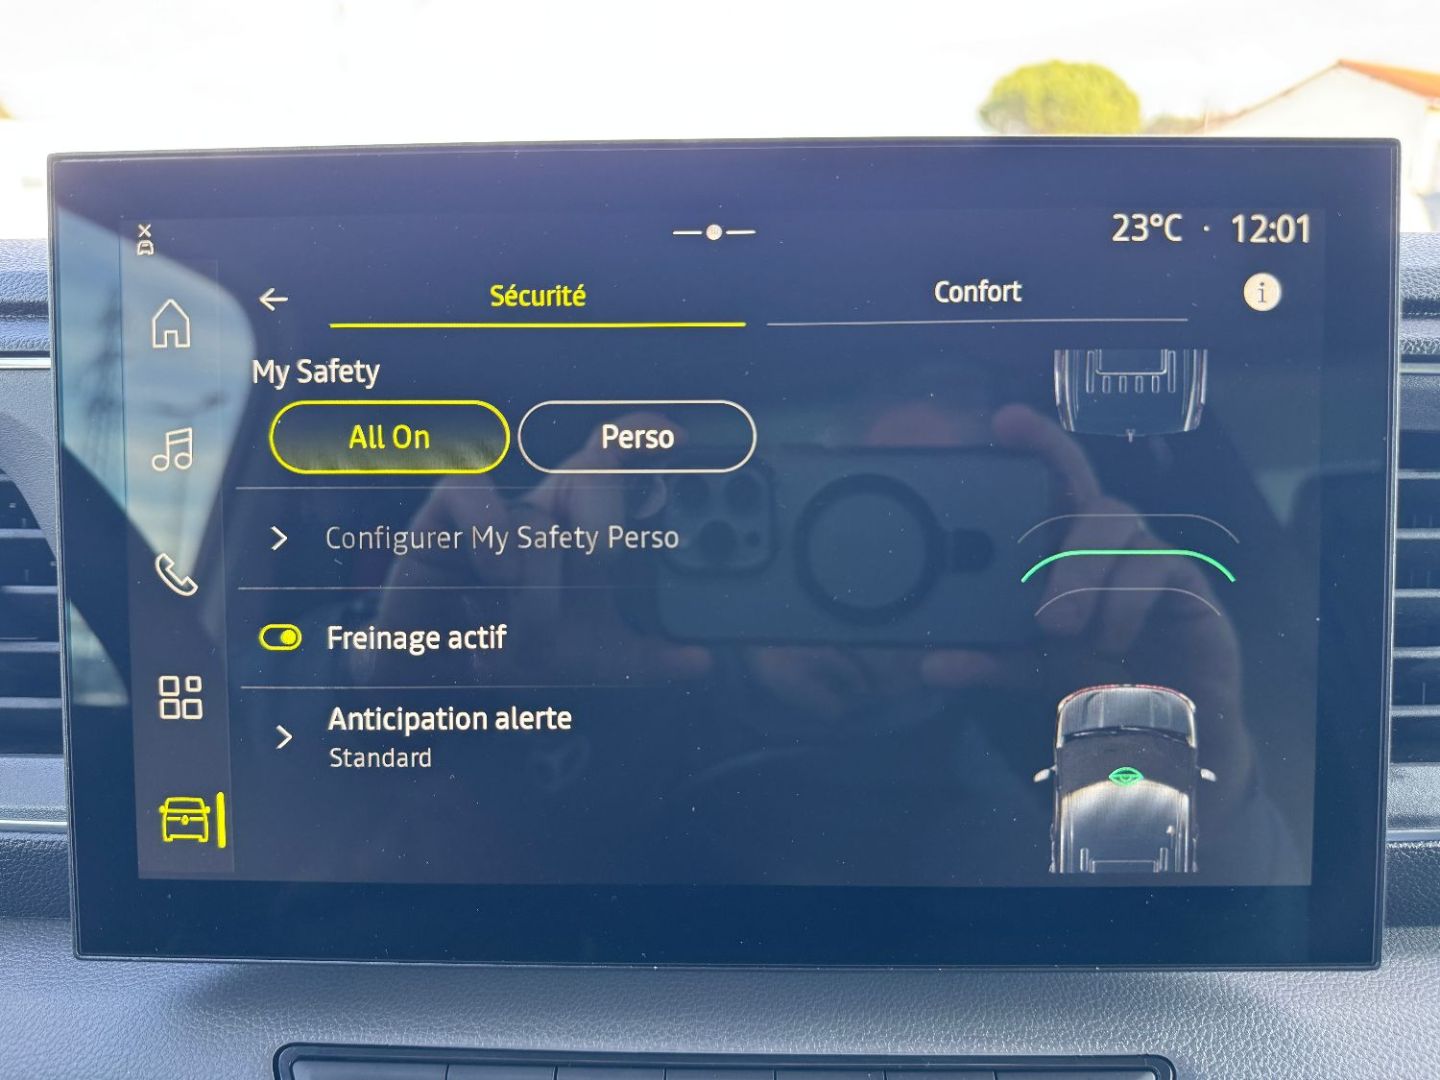 23°C · 12:01
Sécurité
Confort
i
My Safety
All On
Perso
Configurer My Safety Perso
Freinage actif
Anticipation alerte
Standard